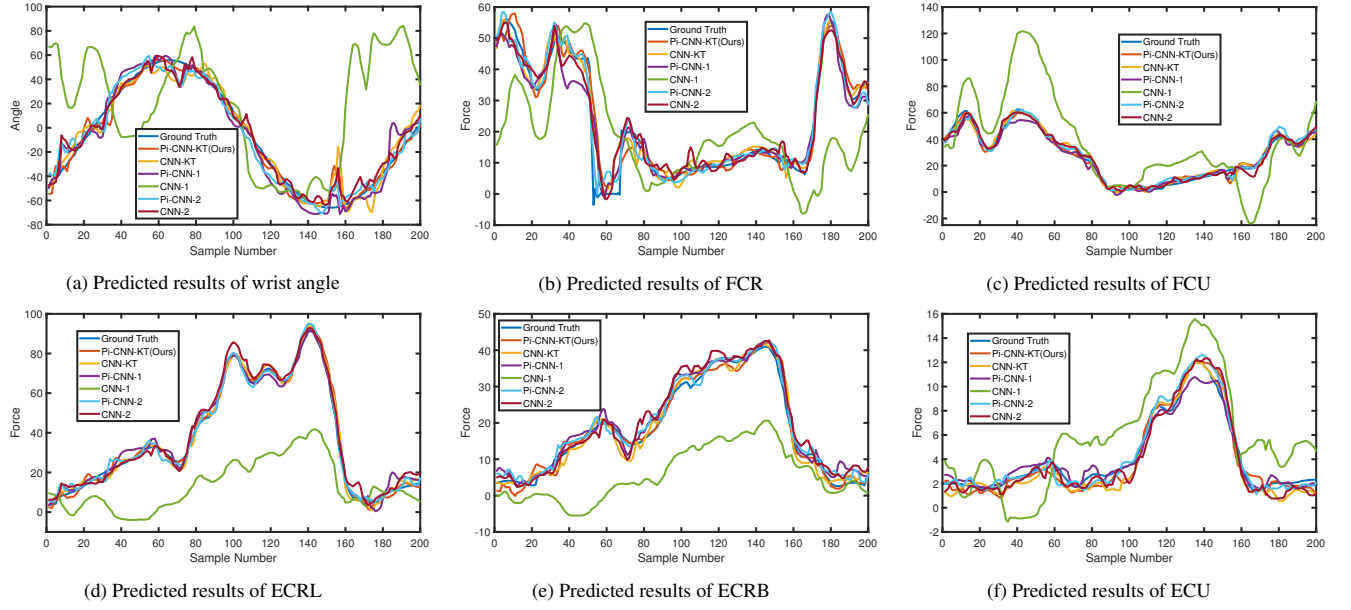 100
80
60
40
20
0
-20
-40
-60
-80
Angle
Ground Truth
Pi-CNN-KT(Ours)
CNN-KT
Pi-CNN-1
CNN-1
Pi-CNN-2
CNN-2
0 20 40 60 80 100 120 140 160 180 200
Sample Number
(a) Predicted results of wrist angle
60
50
40
30
20
10
0
-10
Force
Ground Truth
Pi-CNN-KT(Ours)
CNN-KT
Pi-CNN-1
CNN-1
Pi-CNN-2
CNN-2
0 20 40 60 80 100 120 140 160 180 200
Sample Number
(b) Predicted results of FCR
140
120
100
80
60
40
20
0
-20
Force
Ground Truth
Pi-CNN-KT(Ours)
CNN-KT
Pi-CNN-1
CNN-1
Pi-CNN-2
CNN-2
0 20 40 60 80 100 120 140 160 180 200
Sample Number
(c) Predicted results of FCU
100
80
60
40
20
0
Force
Ground Truth
Pi-CNN-KT(Ours)
CNN-KT
Pi-CNN-1
CNN-1
Pi-CNN-2
CNN-2
0 20 40 60 80 100 120 140 160 180 200
Sample Number
(d) Predicted results of ECRL
50
40
30
20
10
0
-10
Force
Ground Truth
Pi-CNN-KT(Ours)
CNN-KT
Pi-CNN-1
CNN-1
Pi-CNN-2
CNN-2
0 20 40 60 80 100 120 140 160 180 200
Sample Number
(e) Predicted results of ECRB
16
14
12
10
8
6
4
2
0
-2
Force
Ground Truth
Pi-CNN-KT(Ours)
CNN-KT
Pi-CNN-1
CNN-1
Pi-CNN-2
CNN-2
0 20 40 60 80 100 120 140 160 180 200
Sample Number
(f) Predicted results of ECU